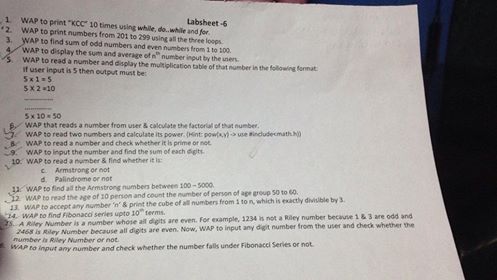 Labsheet -6
1. WAP to print "KCC" 10 times using while, do..while and for.
2. WAP to print numbers from 201 to 299 using all the three loops.
3. WAP to find sum of odd numbers and even numbers from 1 to 100.
4. WAP to display the sum and average of nth number input by the users.
5. WAP to read a number and display the multiplication table of that number in the following format:
If user input is 5 then output must be:
5 x 1 = 5
5 X 2 =10
..............
..............
5 x 10 = 50
6. WAP that reads a number from user & calculate the factorial of that number.
7. WAP to read two numbers and calculate its power. (Hint: pow(x,y) -> use #include<math.h>)
8. WAP to read a number and check whether it is prime or not.
9. WAP to input the number and find the sum of each digits.
10. WAP to read a number & find whether it is:
c. Armstrong or not
d. Palindrome or not
11. WAP to find all the Armstrong numbers between 100 – 5000.
12. WAP to read the age of 10 person and count the number of person of age group 50 to 60.
13. WAP to accept any number 'n' & print the cube of all numbers from 1 to n, which is exactly divisible by 3.
14. WAP to find Fibonacci series upto 10th terms.
15. A Riley Number is a number whose all digits are even. For example, 1234 is not a Riley number because 1 & 3 are odd and
2468 is Riley Number because all digits are even. Now, WAP to input any digit number from the user and check whether the
number is Riley Number or not.
WAP to input any number and check whether the number falls under Fibonacci Series or not.